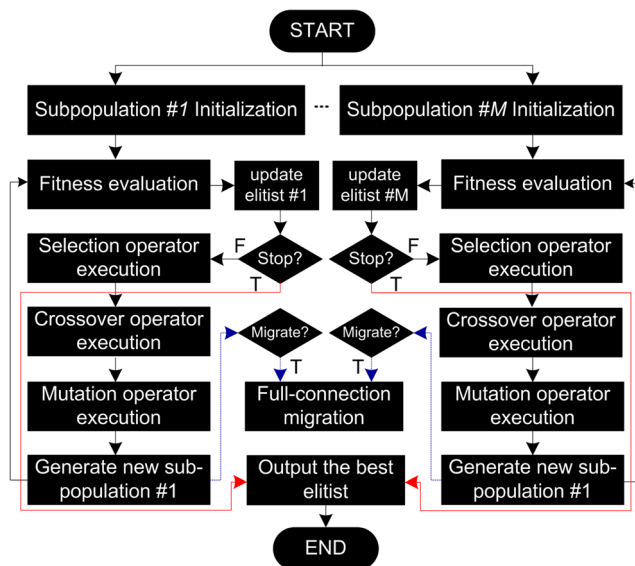 START
Subpopulation #1 Initialization
---
Subpopulation #M Initialization
Fitness evaluation
update
elitist #1
update
elitist #M
Fitness evaluation
Selection operator
execution
F
Stop?
T
Stop?
F
T
Selection operator
execution
Crossover operator
execution
Migrate?
T
Migrate?
T
Crossover operator
execution
Mutation operator
execution
Full-connection
migration
Mutation operator
execution
Generate new sub-
population #1
Output the best
elitist
Generate new sub-
population #1
END